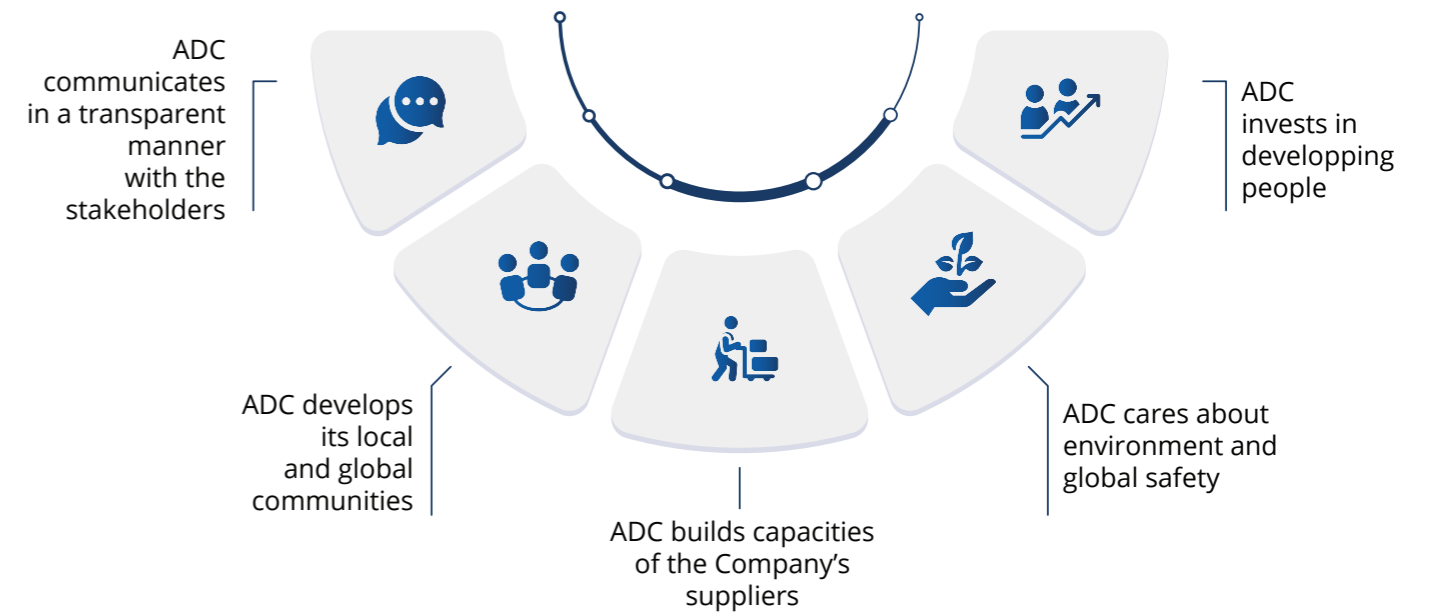 ADC
communicates
in a transparent
manner
with the
stakeholders
ADC develops
its local
and global
communities
ADC builds capacities
of the Company’s
suppliers
ADC cares about
environment and
global safety
ADC
invests in
developping
people